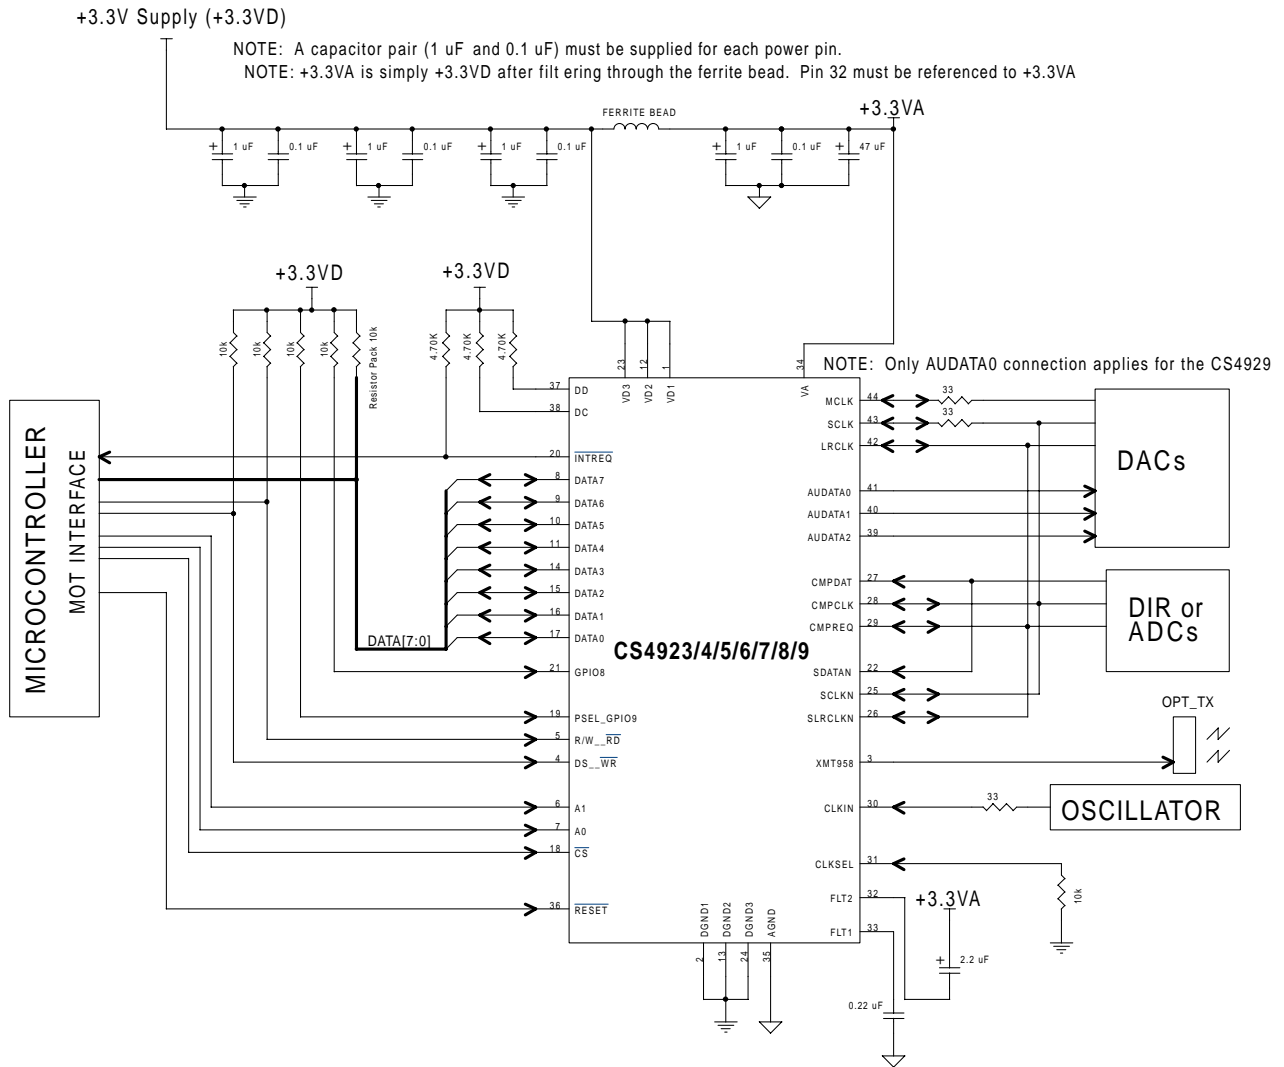 +3.3V Supply (+3.3VD)
NOTE: A capacitor pair (1 uF and 0.1 uF) must be supplied for each power pin.
NOTE: +3.3VA is simply +3.3VD after filt ering through the ferrite bead. Pin 32 must be referenced to +3.3VA
FERRITE BEAD
+3.3VA
+ 1 uF
0.1 uF
+ 1 uF
0.1 uF
+ 1 uF
0.1 uF
+ 1 uF
0.1 uF
+ 47 uF
+3.3VD
+3.3VD
10k
10k
10k
10k
Resistor Pack 10k
4.70K
4.70K
4.70K
NOTE: Only AUDATA0 connection applies for the CS4929
23
VD3
12
VD2
1
VD1
34
VA
MICROCONTROLLER
MOT INTERFACE
DATA[7:0]
37 DD
38 DC
20 INTREQ
8 DATA7
9 DATA6
10 DATA5
11 DATA4
14 DATA3
15 DATA2
16 DATA1
17 DATA0
21 GPIO8
19 PSEL_GPIO9
5 R/W__RD
4 DS__WR
6 A1
7 A0
18 CS
36 RESET
CS4923/4/5/6/7/8/9
MCLK 44
33
SCLK 43
33
LRCLK 42
AUDATA0 41
AUDATA1 40
AUDATA2 39
DACs
CMPDAT 27
CMPCLK 28
CMPREQ 29
DIR or
ADCs
SDATAN 22
SCLKN 25
SLRCLKN 26
OPT_TX
XMT958 3
CLKIN 30
33
OSCILLATOR
CLKSEL 31
10k
FLT2 32
+3.3VA
FLT1 33
+ 2.2 uF
0.22 uF
DGND1
2
DGND2
13
DGND3
24
AGND
35